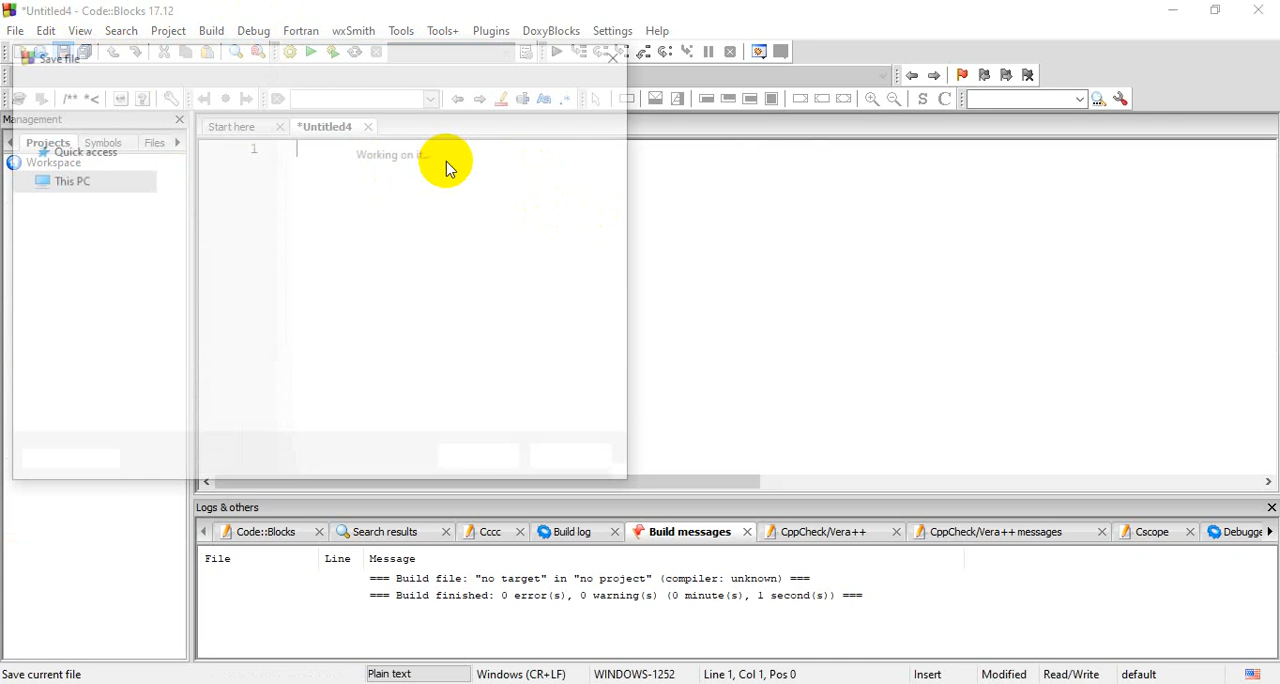 *Untitled4 - Code::Blocks 17.12
File Edit View Search Project Build Debug Fortran wxSmith Tools Tools+ Plugins DoxyBlocks Settings Help
Save file
/** *<
S C
Management
Start here *Untitled4
Projects Symbols Files
Quick access
Workspace
This PC
1
Working on it...
Logs & others
Code::Blocks Search results Cccc Build log Build messages CppCheck/Vera++ CppCheck/Vera++ messages Cscope Debugge
File Line Message
=== Build file: "no target" in "no project" (compiler: unknown) ===
=== Build finished: 0 error(s), 0 warning(s) (0 minute(s), 1 second(s)) ===
Save current file Plain text Windows (CR+LF) WINDOWS-1252 Line 1, Col 1, Pos 0 Insert Modified Read/Write default